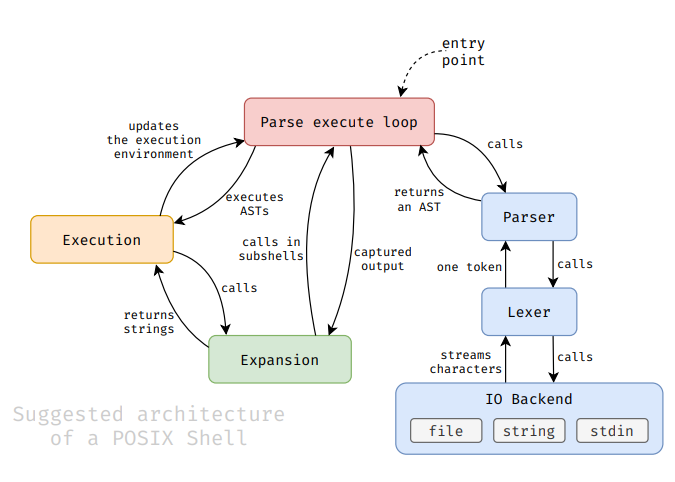 entry
point
Parse execute loop
updates
the execution
environment
calls
executes
ASTs
returns
an AST
Parser
Execution
calls in
subshells
captured
output
one token
calls
calls
returns
strings
Lexer
Expansion
streams
characters
calls
IO Backend
file
string
stdin
Suggested architecture
of a POSIX Shell